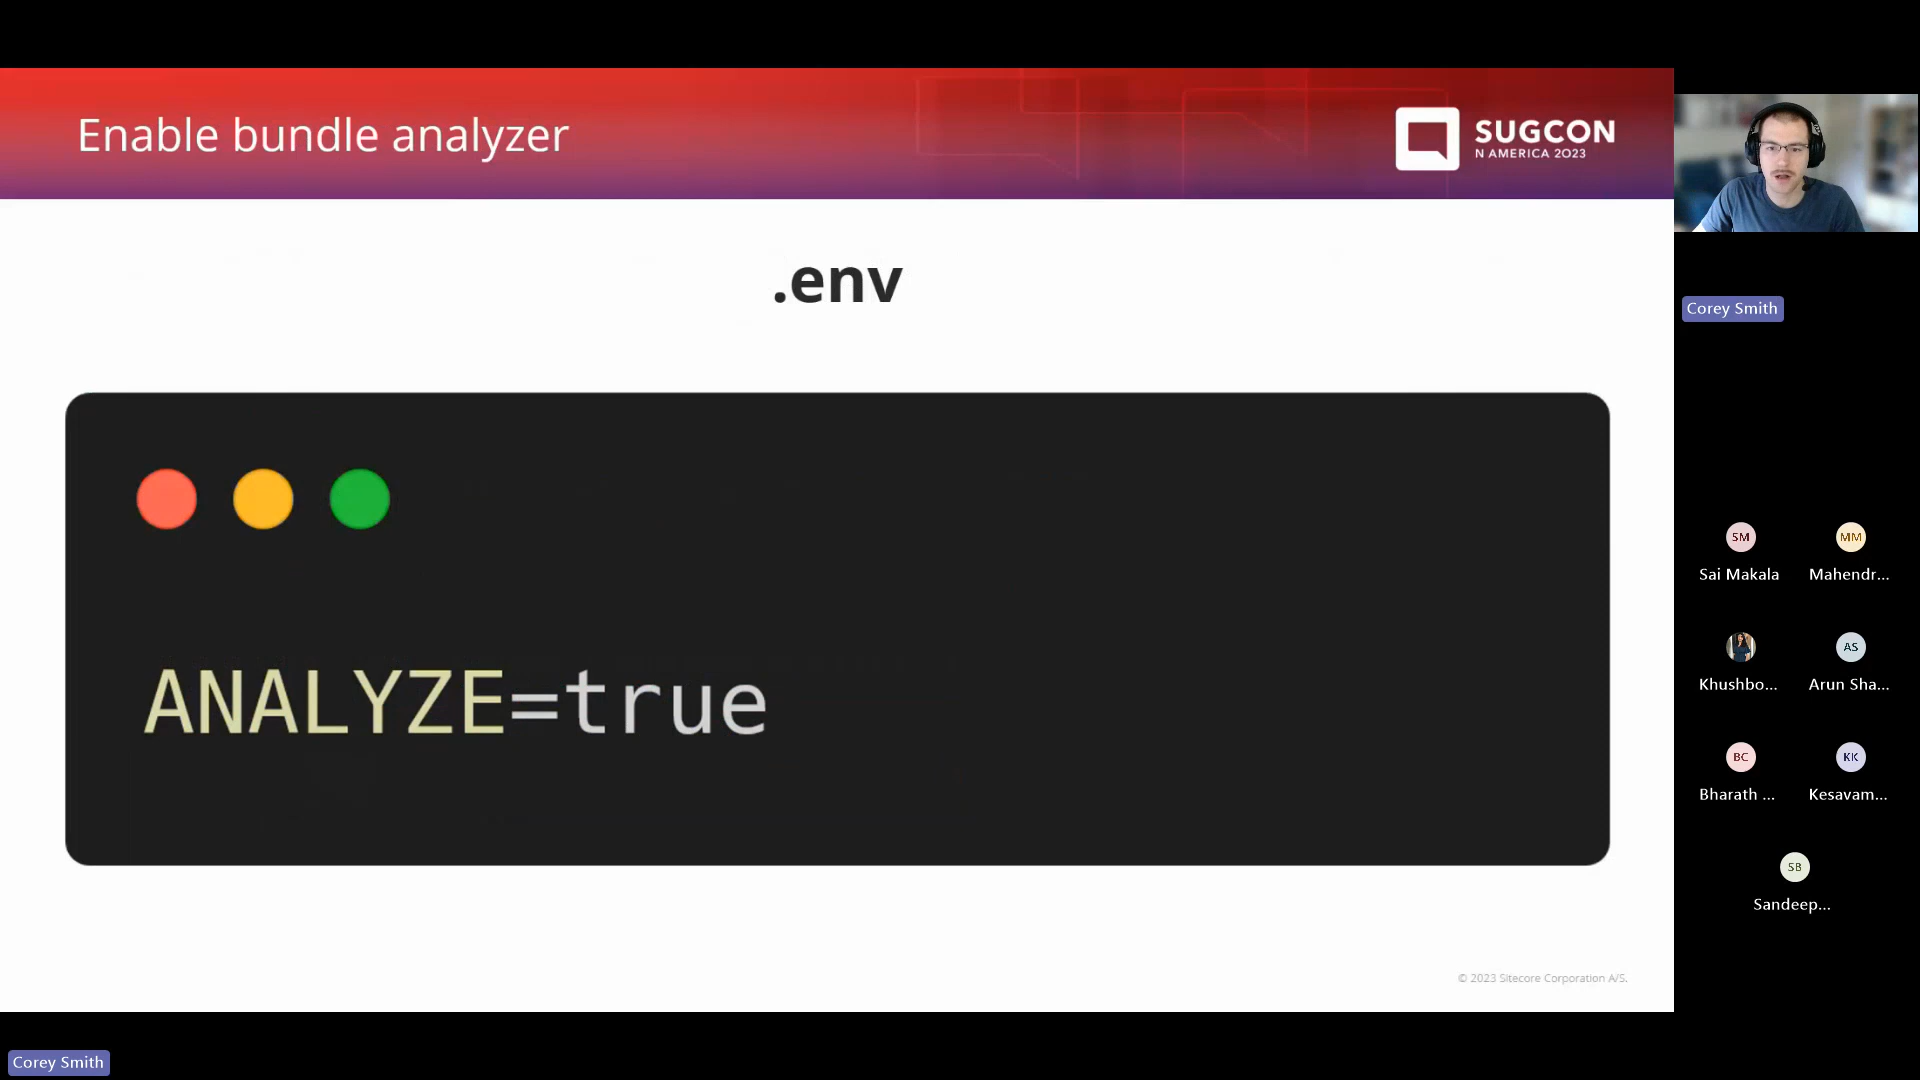 Enable bundle analyzer
SUGCON
N AMERICA 2023
.env
ANALYZE=true
© 2023 Sitecore Corporation A/S.
Corey Smith
Corey Smith
SM
MM
Sai Makala
Mahendr...
AS
Khushbo...
Arun Sha...
BC
KK
Bharath ...
Kesavam...
SB
Sandeep...